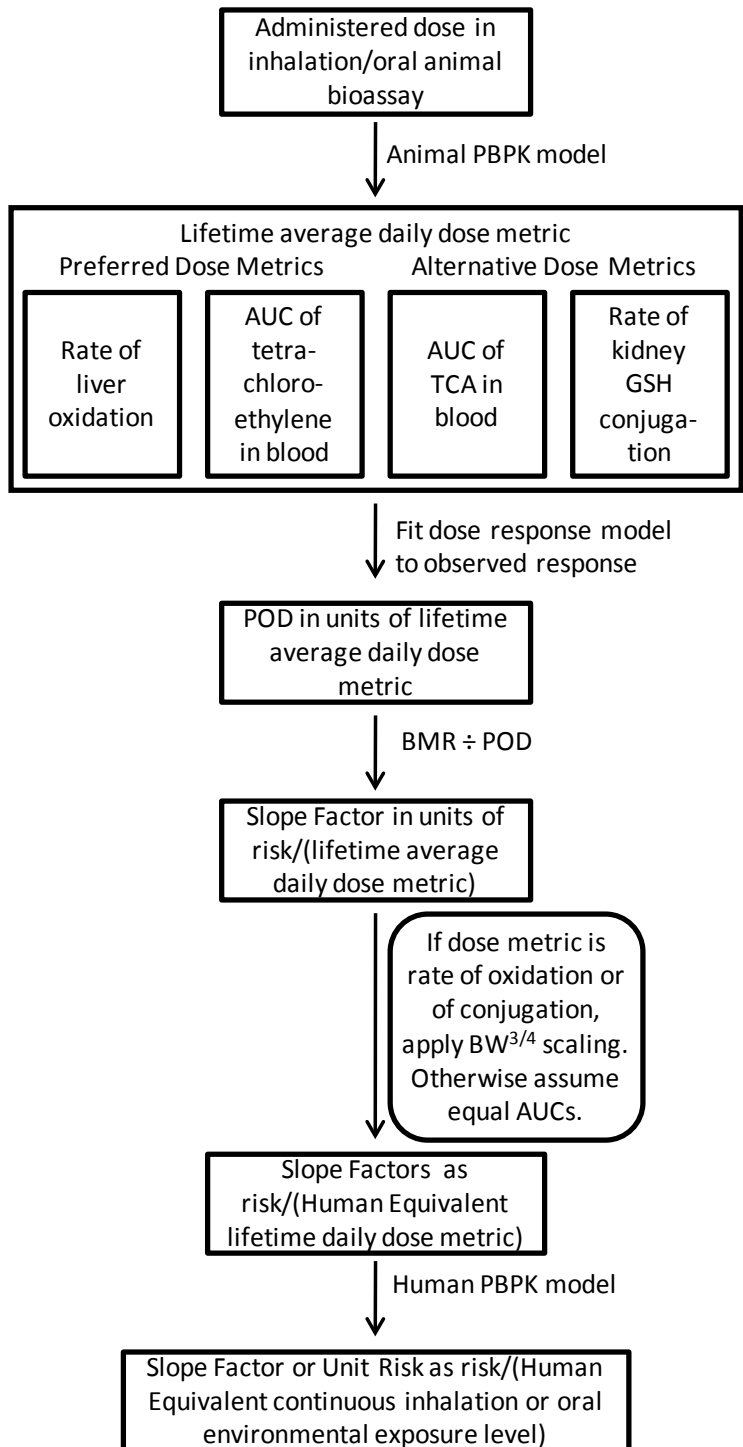 Administered dose in
inhalation/oral animal
bioassay
Animal PBPK model
Lifetime average daily dose metric
Preferred Dose Metrics
Alternative Dose Metrics
Rate of
liver
oxidation
AUC of
tetra-
chloro-
ethylene
in blood
AUC of
TCA in
blood
Rate of
kidney
GSH
conjuga-
tion
Fit dose response model
to observed response
POD in units of lifetime
average daily dose
metric
BMR ÷ POD
Slope Factor in units of
risk/(lifetime average
daily dose metric)
If dose metric is
rate of oxidation or
of conjugation,
apply BW^3/4 scaling.
Otherwise assume
equal AUCs.
Slope Factors as
risk/(Human Equivalent
lifetime daily dose metric)
Human PBPK model
Slope Factor or Unit Risk as risk/(Human
Equivalent continuous inhalation or oral
environmental exposure level)